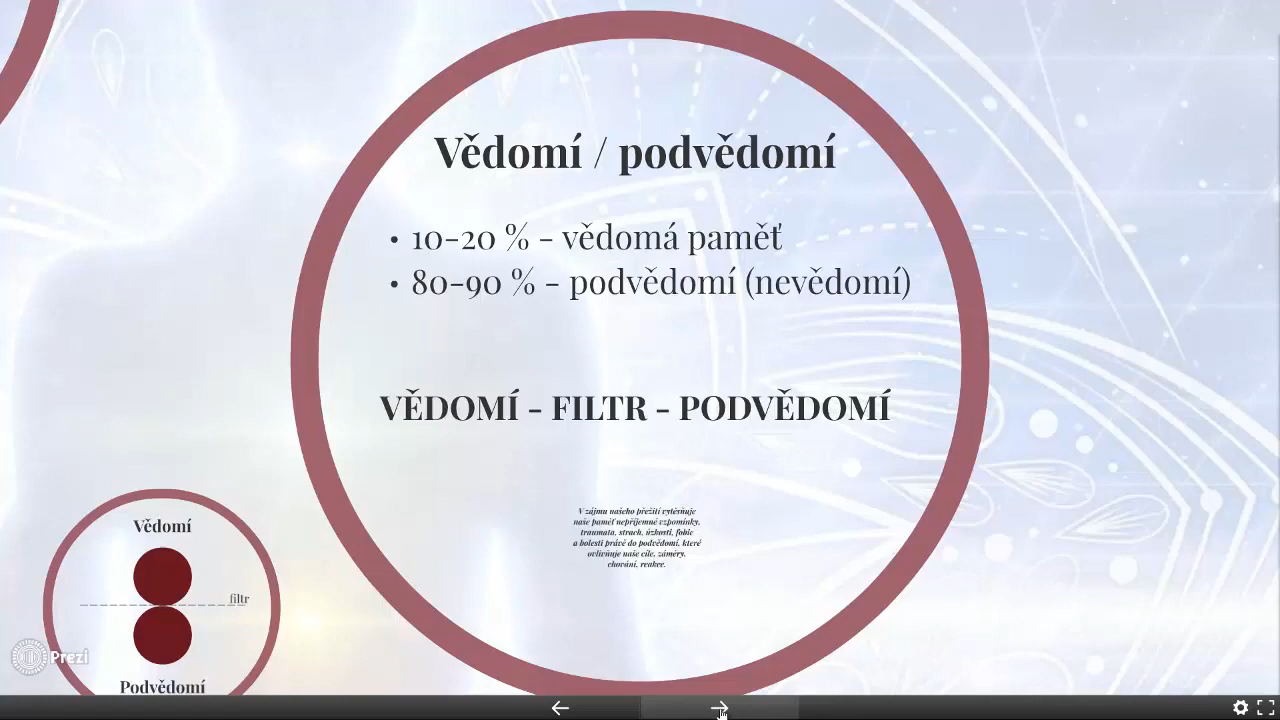 Vědomí / podvědomí
• 10-20 % - vědomá paměť
• 80-90 % - podvědomí (nevědomí)
VĚDOMÍ - FILTR - PODVĚDOMÍ
V zájmu našeho přežití vytěsňuje
naše paměť nepříjemné vzpomínky,
traumata, strach, úzkosti, fobie
a bolesti právě do podvědomí, které
ovlivňuje naše cíle, záměry,
chování, reakce.
Vědomí
filtr
Podvědomí
Prezi